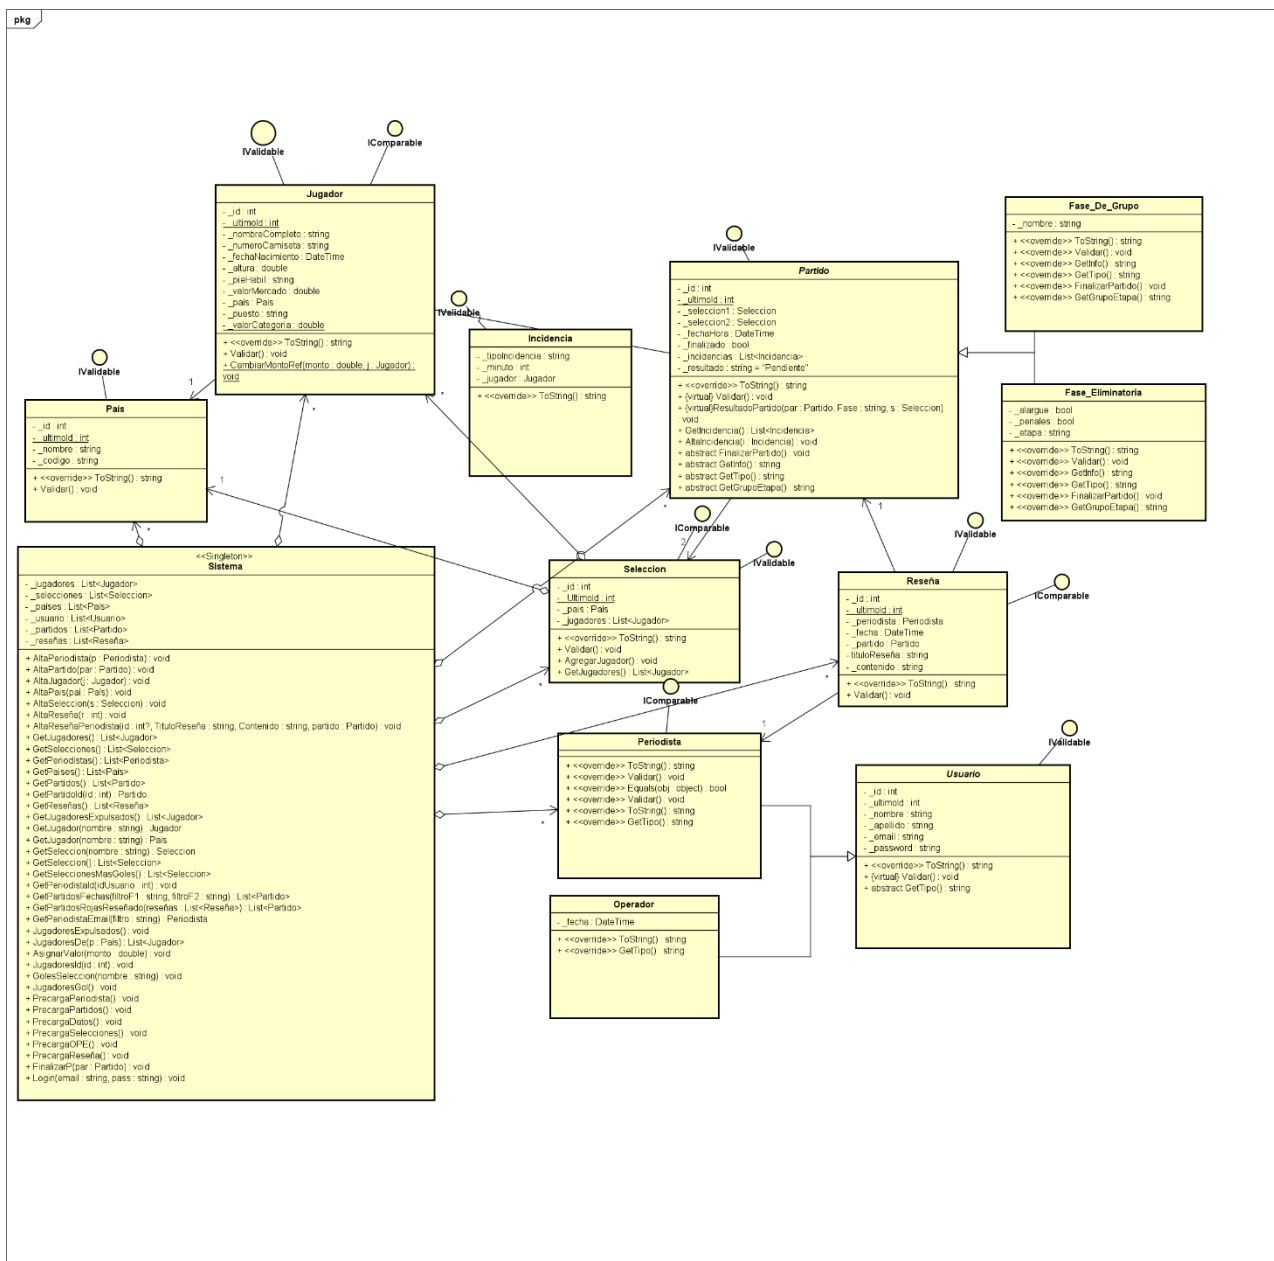 pkg
IValidable
IComparable
Jugador
- _id : int
- _ultimoId : int
- _nombreCompleto : string
- _numeroCamiseta : string
- _fechaNacimiento : DateTime
- _altura : double
- _pieHabil : string
- _valorMercado : double
- _pais : País
- _puesto : string
- _valorCategoria : double
+ <<override>> ToString() : string
+ Validar() : void
+ CambiarMontoRef(monto : double, j : Jugador) :
void
IValidable
País
- _id : int
- _ultimoId : int
- _nombre : string
- _codigo : string
+ <<override>> ToString() : string
+ Validar() : void
1
IValidable
Incidencia
- _tipoIncidencia : string
- _minuto : int
- _jugador : Jugador
+ <<override>> ToString() : string
IValidable
Partido
- _id : int
- _ultimoId : int
- _seleccion1 : Seleccion
- _seleccion2 : Seleccion
- _fechaHora : DateTime
- _finalizado : bool
- _incidencias : List<Incidencia>
- _resultado : string = "Pendiente"
+ <<override>> ToString() : string
+ {virtual} Validar() : void
+ {virtual}ResultadoPartido(par : Partido, Fase : string, s : Seleccion)
: void
+ GetIncidencia() : List<Incidencia>
+ AltaIncidencia(i : Incidencia) : void
+ abstract FinalizarPartido() : void
+ abstract GetInfo() : string
+ abstract GetTipo() : string
+ abstract GetGrupoEtapa() : string
Fase_De_Grupo
- _nombre : string
+ <<override>> ToString() : string
+ <<override>> Validar() : void
+ <<override>> GetInfo() : string
+ <<override>> GetTipo() : string
+ <<override>> FinalizarPartido() : void
+ <<override>> GetGrupoEtapa() : string
Fase_Eliminatoria
- _alargue : bool
- _penales : bool
- _etapa : string
+ <<override>> ToString() : string
+ <<override>> Validar() : void
+ <<override>> GetInfo() : string
+ <<override>> GetTipo() : string
+ <<override>> FinalizarPartido() : void
+ <<override>> GetGrupoEtapa() : string
*
*
1
*
*
<<Singleton>>
Sistema
- _jugadores : List<Jugador>
- _selecciones : List<Seleccion>
- _países : List<País>
- _usuario : List<Usuario>
- _partidos : List<Partido>
- _reseñas : List<Reseña>
+ AltaPeriodista(p : Periodista) : void
+ AltaPartido(par : Partido) : void
+ AltaJugador(j : Jugador) : void
+ AltaPais(pai : País) : void
+ AltaSeleccion(s : Seleccion) : void
+ AltaReseña(r : int) : void
+ AltaReseñaPeriodista(id : int?, TituloReseña : string, Contenido : string, partido : Partido) : void
+ GetJugadores() : List<Jugador>
+ GetSelecciones() : List<Seleccion>
+ GetPeriodistas() : List<Periodista>
+ GetPaises() : List<País>
+ GetPartidos() : List<Partido>
+ GetPartidoId(id : int) : Partido
+ GetReseñas() : List<Reseña>
+ GetJugadoresExpulsados() : List<Jugador>
+ GetJugador(nombre : string) : Jugador
+ GetJugador(nombre : string) : País
+ GetSeleccion(nombre : string) : Seleccion
+ GetSeleccion() : List<Seleccion>
+ GetSeleccionesMasGoles() : List<Seleccion>
+ GetPeriodistaId(idUsuario : int) : void
+ GetPartidosFechas(filtroF1 : string, filtroF2 : string) : List<Partido>
+ GetPartidosRojasReseñado(reseñas : List<Reseña>) : List<Partido>
+ GetPeriodistaEmail(filtro : string) : Periodista
+ JugadoresExpulsados() : void
+ JugadoresDe(p : País) : List<Jugador>
+ AsignarValor(monto : double) : void
+ JugadoresId(id : int) : void
+ GolesSeleccion(nombre : string) : void
+ JugadoresGol() : void
+ PrecargaPeriodista() : void
+ PrecargaPartidos() : void
+ PrecargaDatos() : void
+ PrecargaSelecciones() : void
+ PrecargaOPE() : void
+ PrecargaReseña() : void
+ FinalizarP(par : Partido) : void
+ Login(email : string, pass : string) : void
IComparable
2
IValidable
Seleccion
- _id : int
- _UltimoId : int
- _pais : País
- _jugadores : List<Jugador>
+ <<override>> ToString() : string
+ Validar() : void
+ AgregarJugador() : void
+ GetJugadores() : List<Jugador>
*
1
IValidable
IComparable
Reseña
- _id : int
- _ultimoId : int
- _periodista : Periodista
- _fecha : DateTime
- _partido : Partido
- tituloReseña : string
- _contenido : string
+ <<override>> ToString() : string
+ Validar() : void
*
1
IComparable
Periodista
+ <<override>> ToString() : string
+ <<override>> Validar() : void
+ <<override>> Equals(obj : object) : bool
+ <<override>> Validar() : void
+ <<override>> ToString() : string
+ <<override>> GetTipo() : string
*
IValidable
Usuario
- _id : int
- _ultimoId : int
- _nombre : string
- _apellido : string
- _email : string
- _password : string
+ <<override>> ToString() : string
+ {virtual} Validar() : void
+ abstract GetTipo() : string
Operador
- _fecha : DateTime
+ <<override>> ToString() : string
+ <<override>> GetTipo() : string